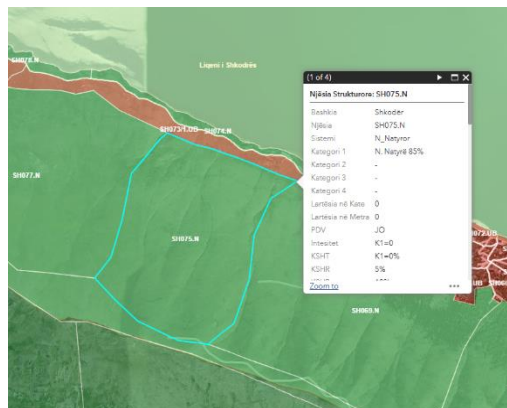 SH078.N
Liqeni i Shkodrës
SH073/1.UB
SH074.N
SH077.N
SH075.N
SH069.N
SH072.UB
(1 of 4)
Njësia Strukturore: SH075.N
Bashkia Shkodër
Njësia SH075.N
Sistemi N_Natyror
Kategori 1 N, Natyrë 85%
Kategori 2 -
Kategori 3 -
Kategori 4 -
Lartësia në Kate 0
Lartësia në Metra 0
PDV JO
Intesitet K1=0
KSHT K1=0%
KSHR 5%
Zoom to